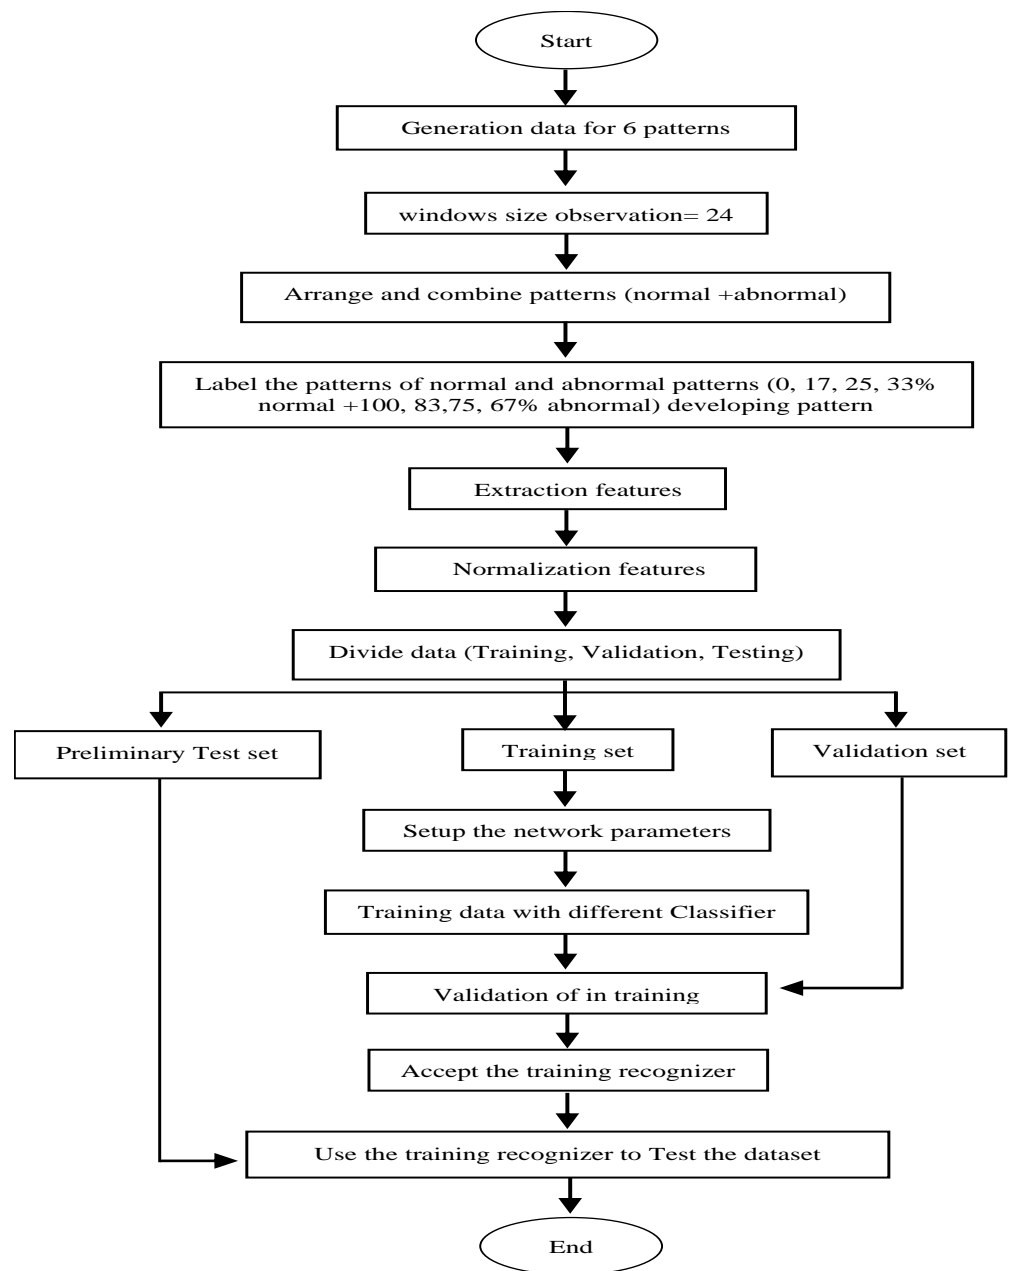 Start
Generation data for 6 patterns
windows size observation= 24
Arrange and combine patterns (normal +abnormal)
Label the patterns of normal and abnormal patterns (0, 17, 25, 33%
normal +100, 83,75, 67% abnormal) developing pattern
Extraction features
Normalization features
Divide data (Training, Validation, Testing)
Preliminary Test set
Training set
Validation set
Setup the network parameters
Training data with different Classifier
Validation of in training
Accept the training recognizer
Use the training recognizer to Test the dataset
End